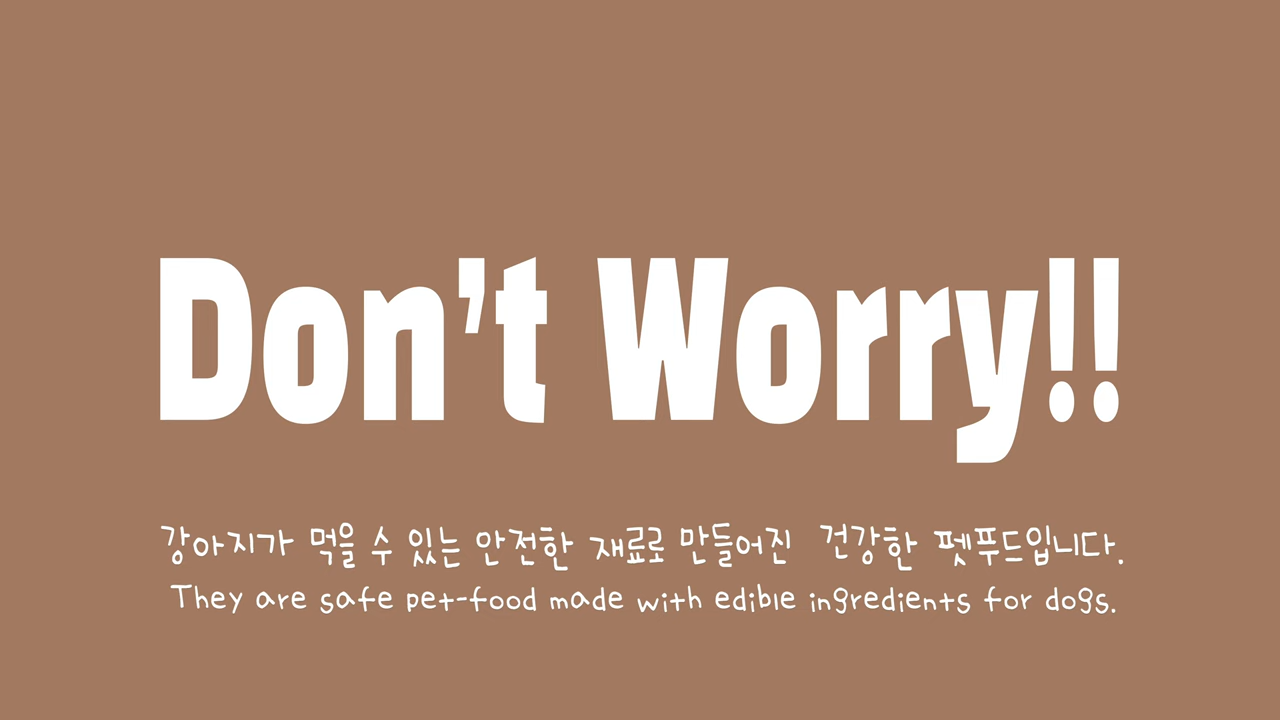 Don't Worry!!
강아지가 먹을 수 있는 안전한 재료로 만들어진 건강한 펫푸드입니다.
They are safe pet-food made with edible ingredients for dogs.